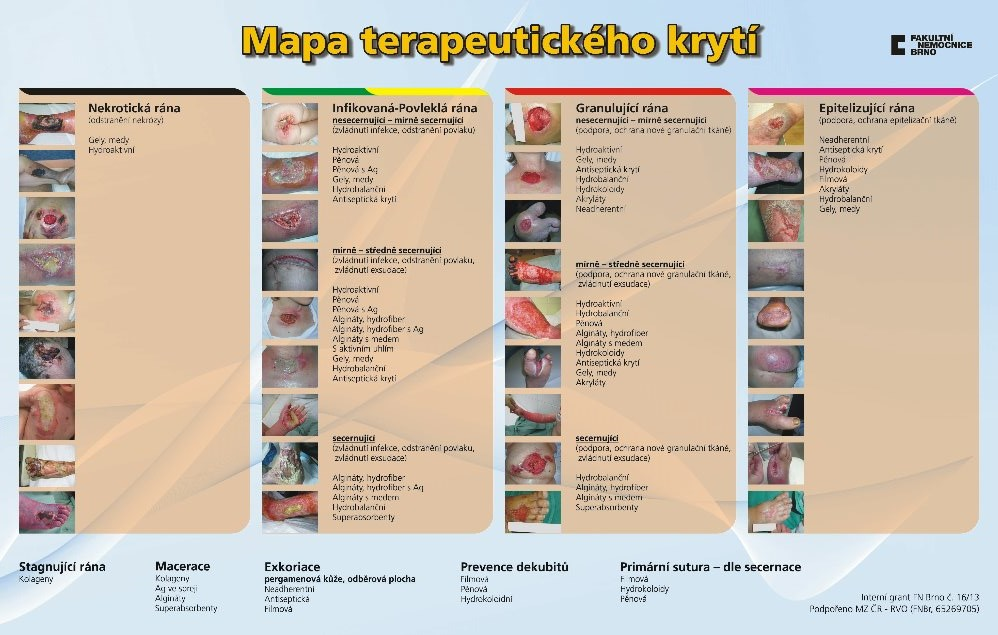 Mapa terapeutického krytí
FAKULTNÍ
NEMOCNICE
BRNO
Nekrotická rána
(odstranění nekrózy)
Gely, medy
Hydroaktivní
Infikovaná-Povleklá rána
nesecernující – mírně secernující
(zvládnutí infekce, odstranění povlaku)
Hydroaktivní
Pěnová
Pěnová s Ag
Gely, medy
Hydrobalanční
Antiseptická krytí
mírně – středně secernující
(zvládnutí infekce, odstranění povlaku,
zvládnutí exsudace)
Hydroaktivní
Pěnová
Pěnová s Ag
Algináty, hydrofiber
Algináty, hydrofiber s Ag
Algináty s medem
S aktivním uhlím
Gely, medy
Hydrobalanční
Antiseptická krytí
secernující
(zvládnutí infekce, odstranění povlaku,
zvládnutí exsudace)
Algináty, hydrofiber
Algináty, hydrofiber s Ag
Algináty s medem
Hydrobalanční
Superabsorbenty
Granulující rána
nesecernující – mírně secernující
(podpora, ochrana nové granulační tkáně)
Hydroaktivní
Gely, medy
Antiseptická krytí
Hydrobalanční
Hydrokoloidy
Akryláty
Neadherentní
mírně – středně secernující
(podpora, ochrana nové granulační tkáně,
zvládnutí exsudace)
Hydroaktivní
Hydrobalanční
Pěnová
Algináty, hydrofiber
Algináty s medem
Hydrokoloidy
Antiseptická krytí
Gely, medy
Akryláty
secernující
(podpora, ochrana nové granulační tkáně,
zvládnutí exsudace)
Hydrobalanční
Algináty, hydrofiber
Algináty s medem
Superabsorbenty
Epitelizující rána
(podpora, ochrana epitelizační tkáně)
Neadherentní
Antiseptická krytí
Pěnová
Hydrokoloidy
Filmová
Akryláty
Hydrobalanční
Gely, medy
Stagnující rána
Kolageny
Macerace
Kolageny
Ag ve spreji
Algináty
Superabsorbenty
Exkoriace
pergamenová kůže, odběrová plocha
Neadherentní
Antiseptická
Filmová
Prevence dekubitů
Filmová
Pěnová
Hydrokoloidní
Primární sutura – dle secernace
Filmová
Hydrokoloidy
Pěnová
Interní grant FN Brno č. 16/13
Podpořeno MZ ČR - RVO (FNBr, 65269705)